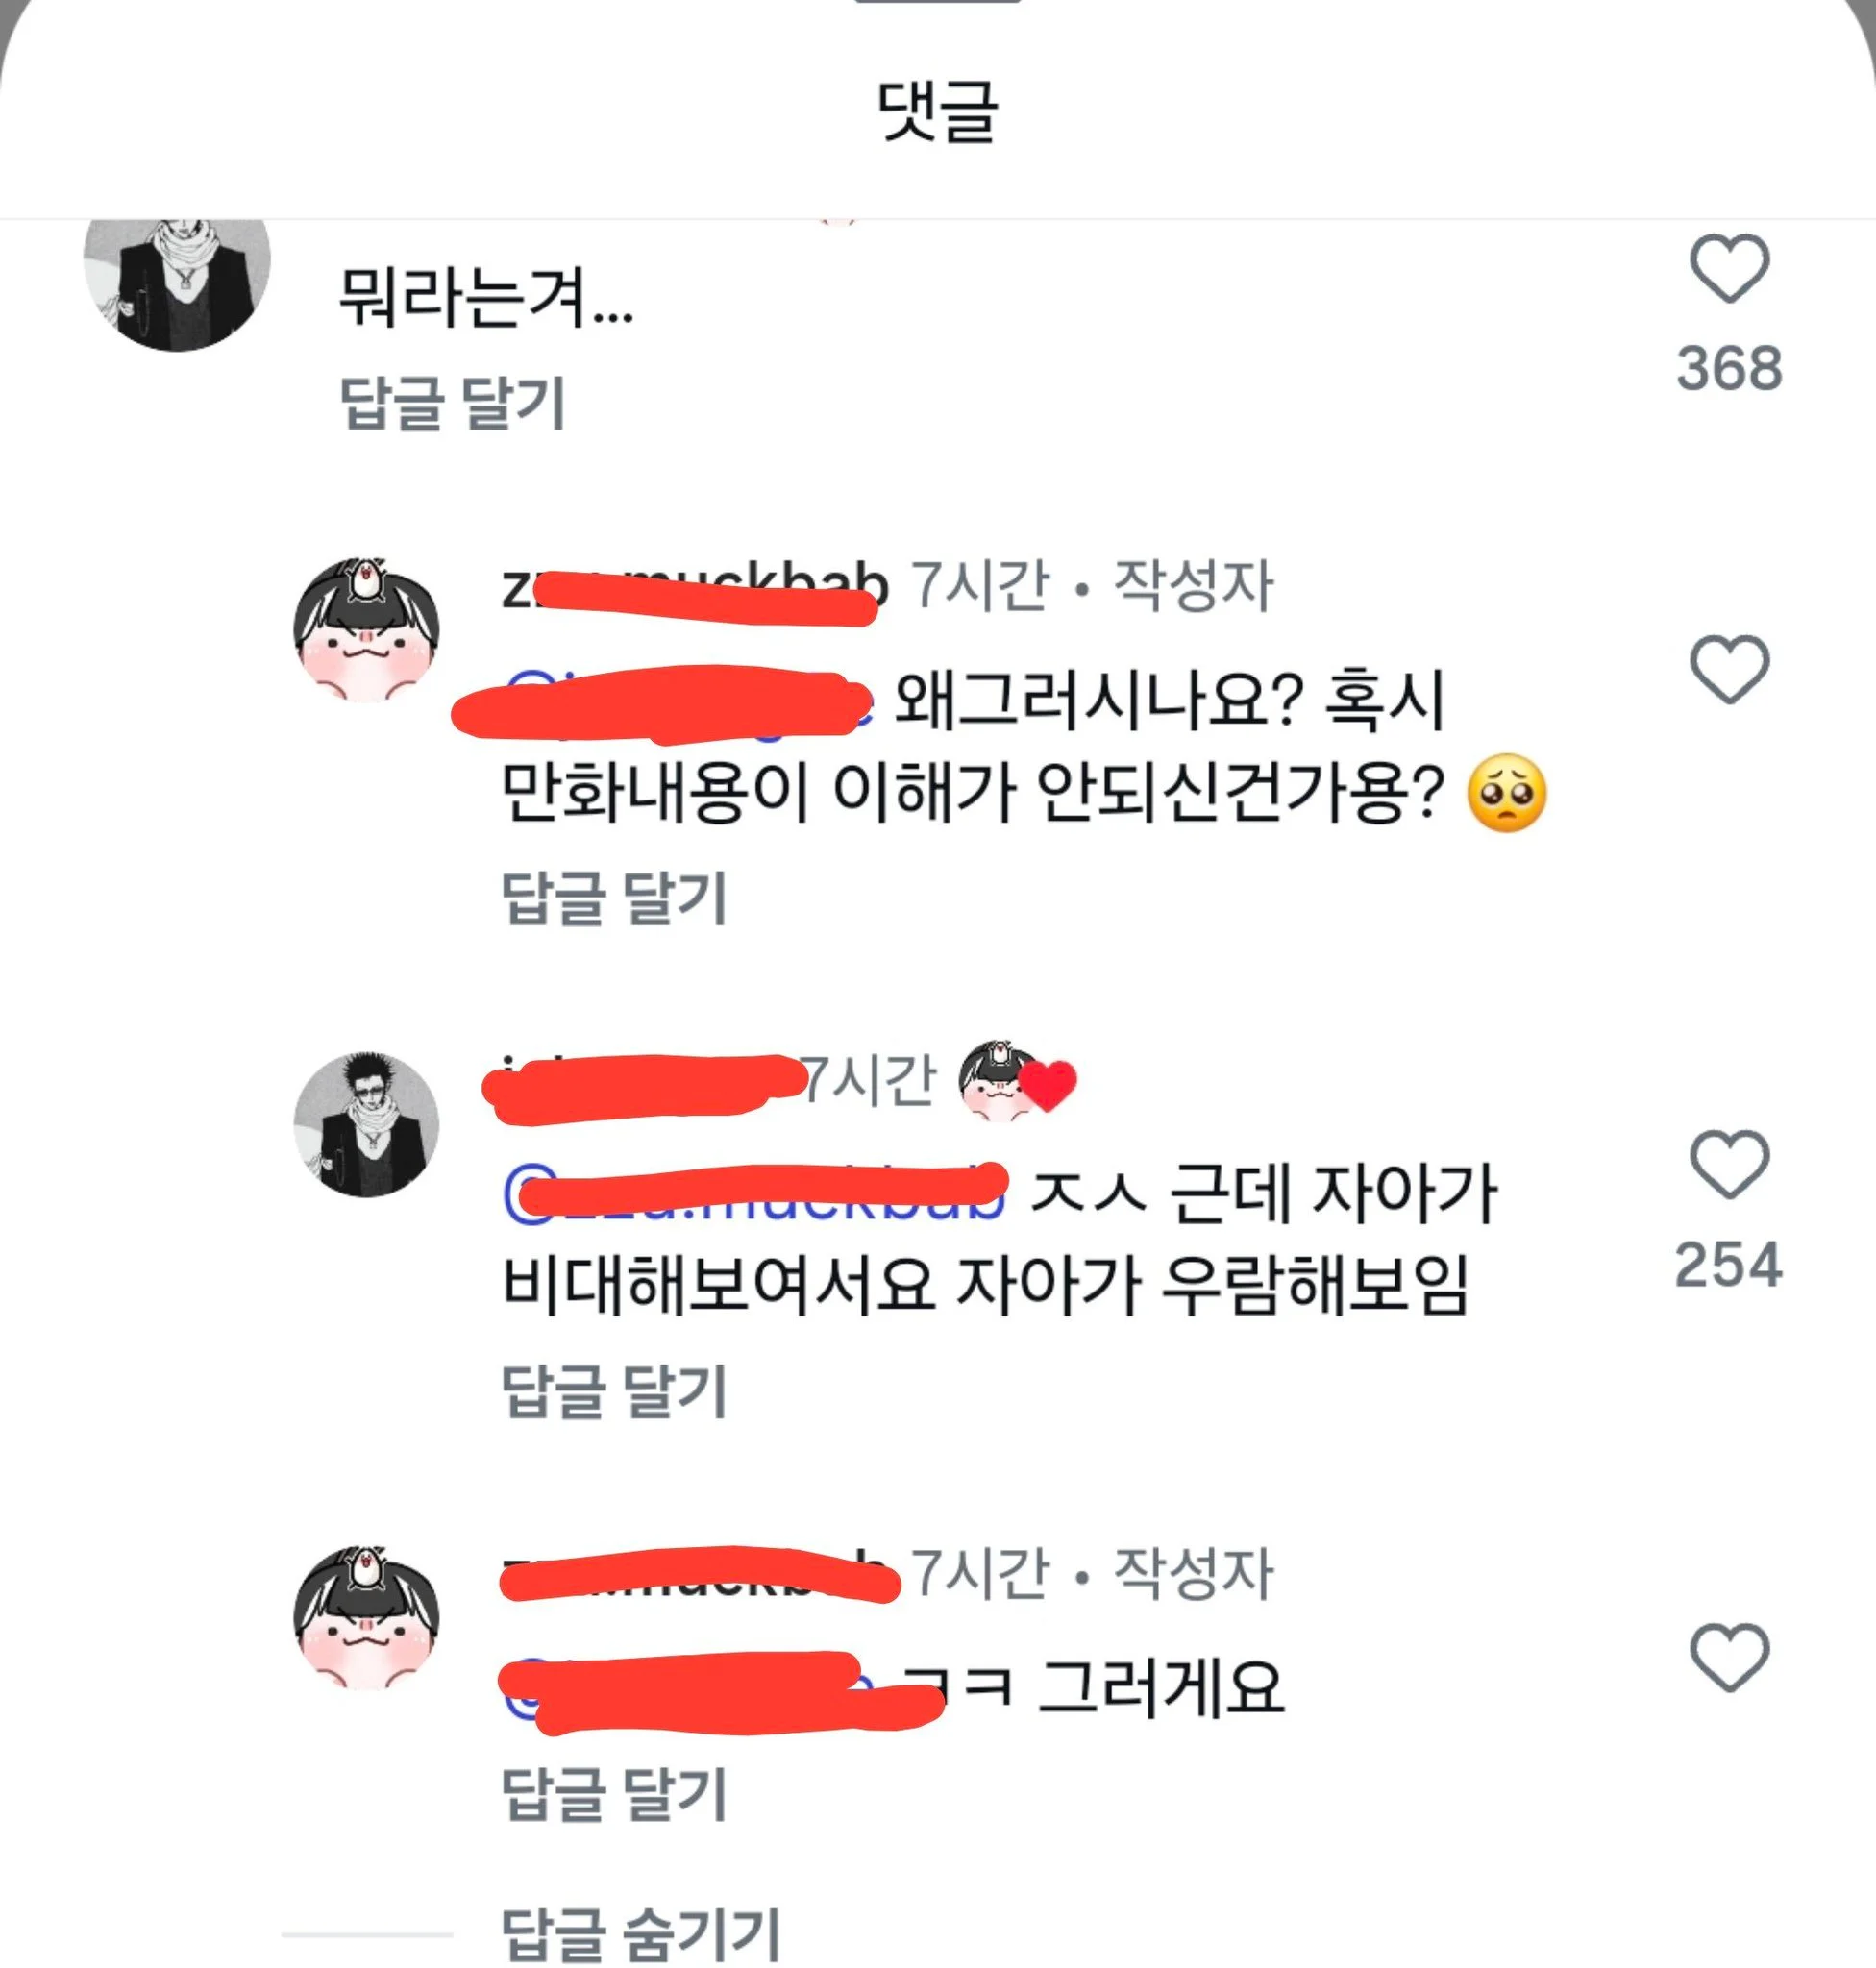 댓글
뭐라는겨...
368
답글 달기
7시간 • 작성자
왜그러시나요? 혹시
만화내용이 이해가 안되신건가용? 🥺
답글 달기
7시간
ㅈㅅ 근데 자아가
비대해보여서요 자아가 우람해보임
254
답글 달기
7시간 • 작성자
ㅋㅋ 그러게요
답글 달기
답글 숨기기